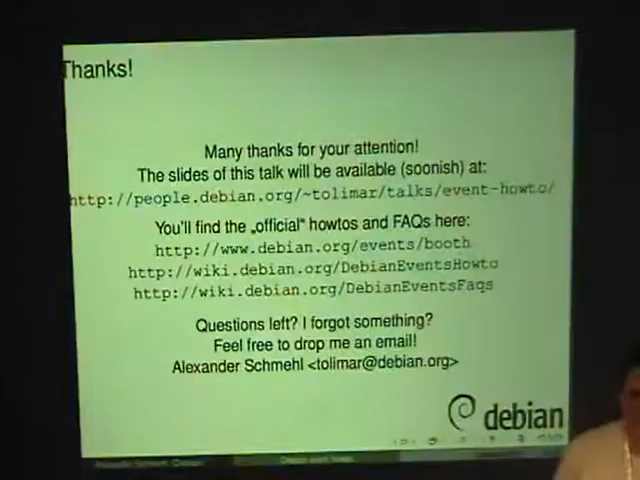 Thanks!
Many thanks for your attention!
The slides of this talk will be available (soonish) at:
http://people.debian.org/~tolimar/talks/event-howto/
You'll find the „official“ howtos and FAQs here:
http://www.debian.org/events/booth
http://wiki.debian.org/DebianEventsHowto
http://wiki.debian.org/DebianEventsFaqs
Questions left? I forgot something?
Feel free to drop me an email!
Alexander Schmehl <tolimar@debian.org>
debian